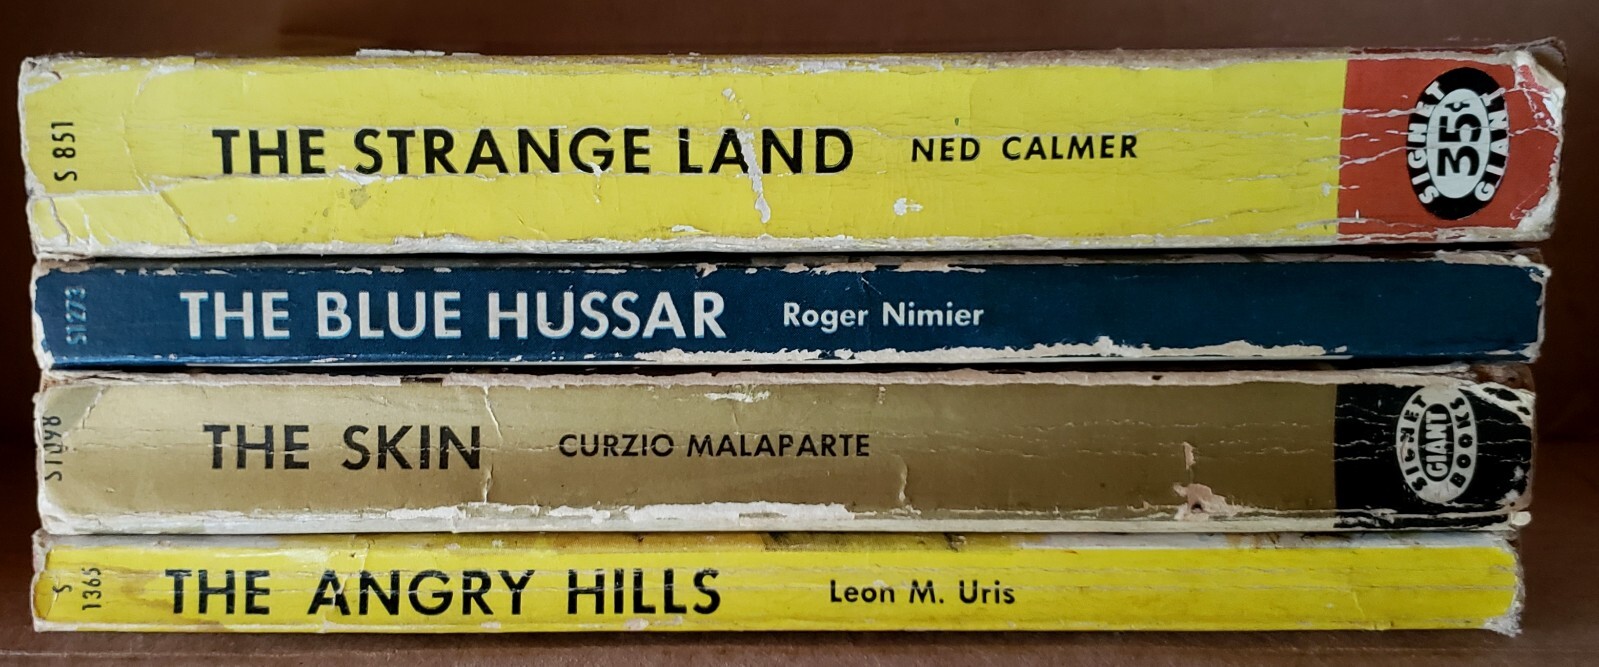 S 851 THE STRANGE LAND NED CALMER SIGNET 35¢ GIANT
S1273 THE BLUE HUSSAR Roger Nimier
S1098 THE SKIN CURZIO MALAPARTE SIGNET GIANT BOOKS
S 1365 THE ANGRY HILLS Leon M. Uris